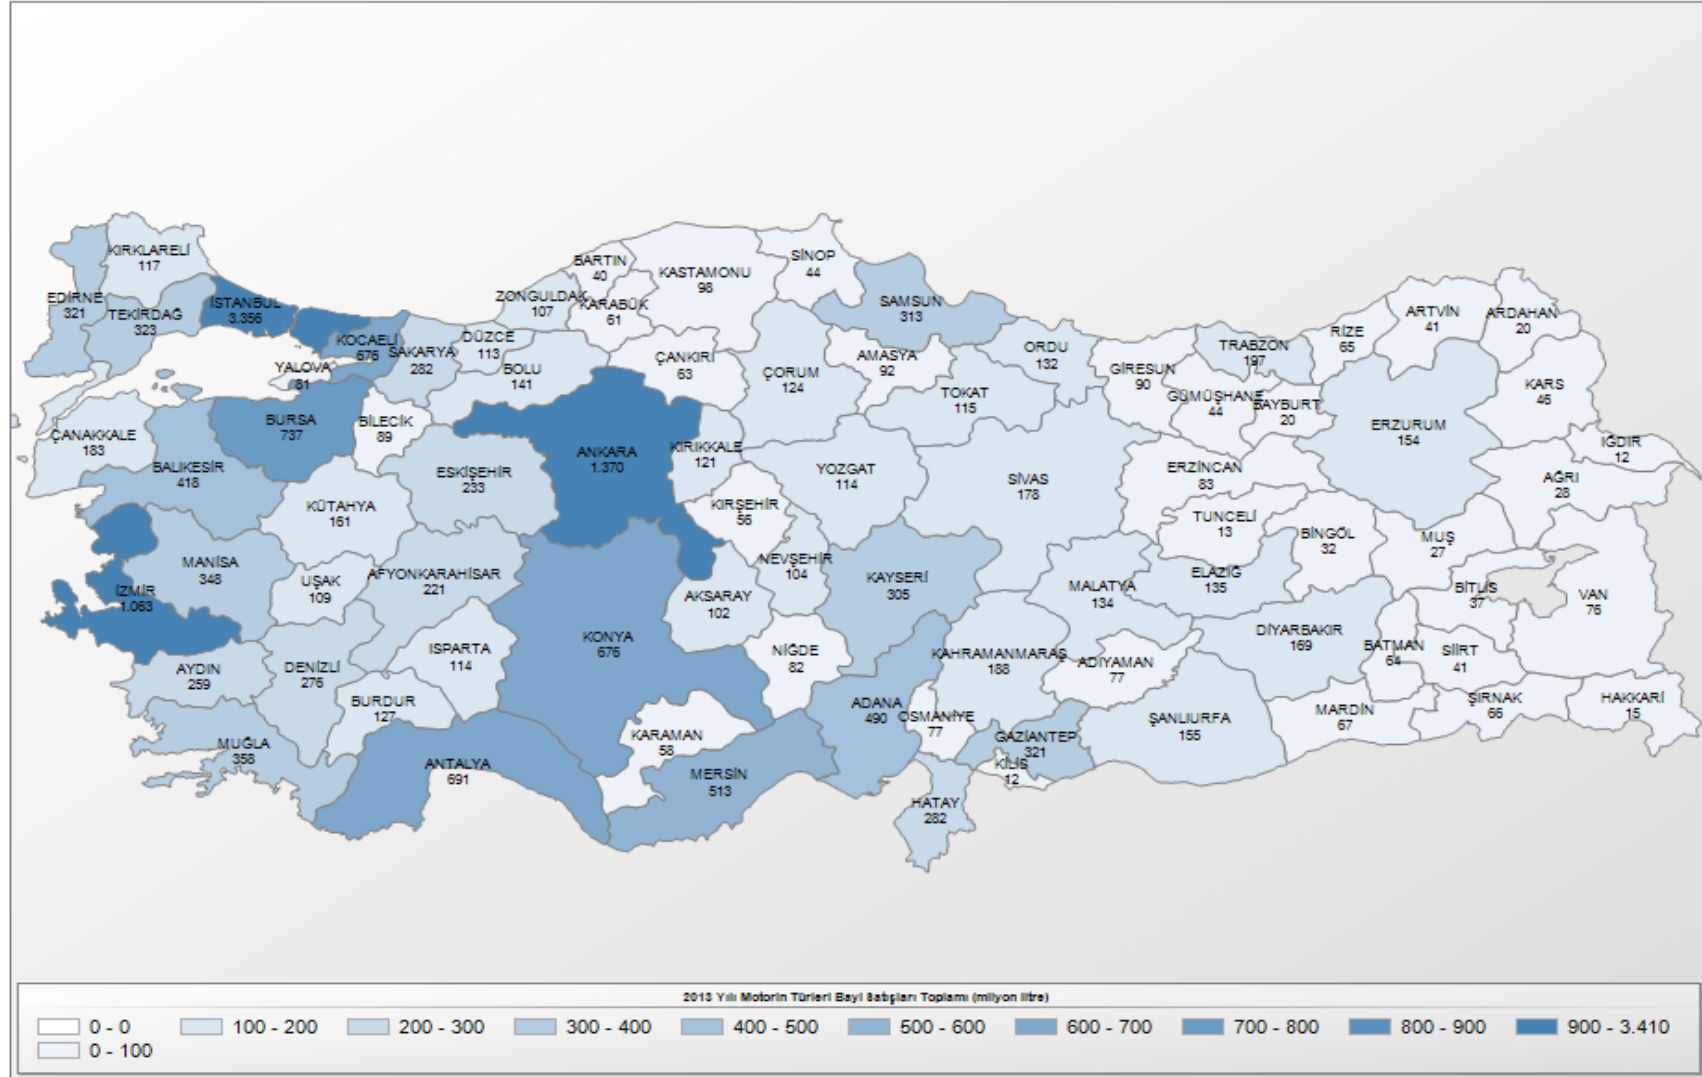 KIRKLARELİ
117
EDİRNE
321
TEKİRDAĞ
323
İSTANBUL
3.356
KOCAELİ
676
YALOVA
81
SAKARYA
282
DÜZCE
113
ZONGULDAK
107
BARTIN
40
KARABÜK
61
KASTAMONU
98
SİNOP
44
SAMSUN
313
BOLU
141
ÇANKIRI
63
ÇORUM
124
AMASYA
92
TOKAT
115
ORDU
132
GİRESUN
90
TRABZON
197
GÜMÜŞHANE
44
BAYBURT
20
RİZE
65
ARTVİN
41
ARDAHAN
20
KARS
46
IĞDIR
12
AĞRI
28
ERZURUM
154
ÇANAKKALE
183
BALIKESİR
418
BURSA
737
BİLECİK
89
ESKİŞEHİR
233
ANKARA
1.370
KIRIKKALE
121
YOZGAT
114
SİVAS
178
ERZİNCAN
83
TUNCELİ
13
BİNGÖL
32
MUŞ
27
BİTLİS
37
VAN
76
KÜTAHYA
161
MANİSA
348
İZMİR
1.063
UŞAK
109
AFYONKARAHİSAR
221
KIRŞEHİR
56
NEVŞEHİR
104
AKSARAY
102
KAYSERİ
305
MALATYA
134
ELAZIĞ
135
DİYARBAKIR
169
BATMAN
64
SİİRT
41
ŞIRNAK
66
HAKKARİ
15
AYDIN
259
DENİZLİ
276
ISPARTA
114
BURDUR
127
KONYA
676
NİĞDE
82
KAHRAMANMARAŞ
188
ADIYAMAN
77
ŞANLIURFA
155
MARDİN
67
MUĞLA
358
ANTALYA
691
KARAMAN
58
MERSİN
513
ADANA
490
OSMANİYE
77
GAZİANTEP
321
KİLİS
12
HATAY
282
2013 Yılı Motorin Türleri Bayi Satışları Toplamı (milyon litre)
0 - 0 100 - 200 200 - 300 300 - 400 400 - 500 500 - 600 600 - 700 700 - 800 800 - 900 900 - 3.410
0 - 100